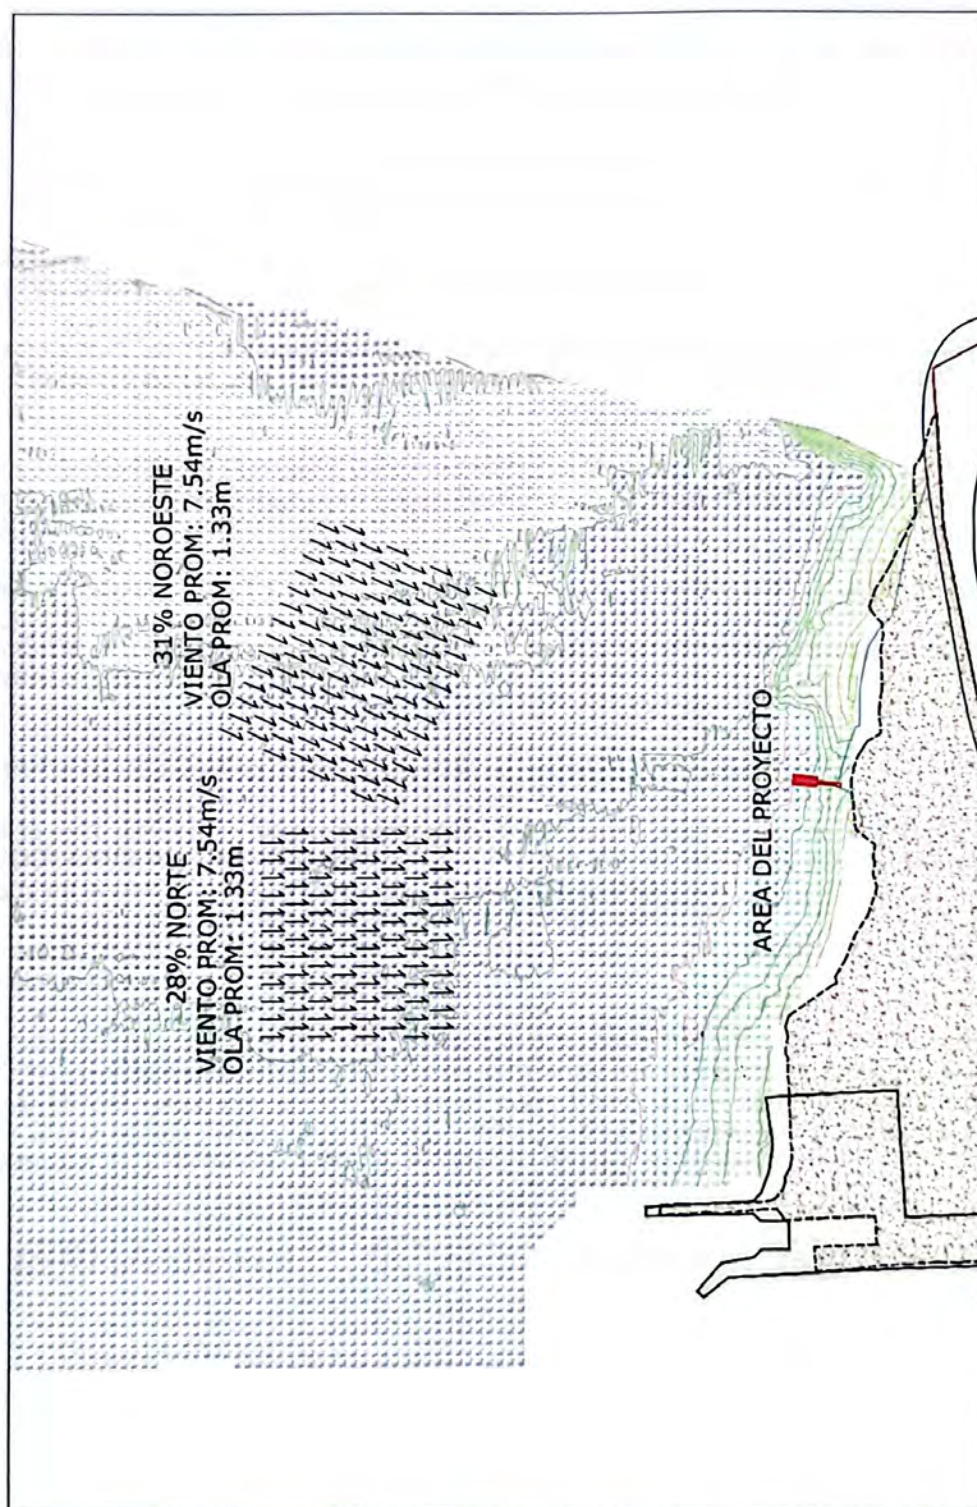 28% NORTE
VIENTO PROM: 7.54m/s
OLA PROM: 1.33m
31% NOROESTE
VIENTO PROM: 7.54m/s
OLA PROM: 1.33m
AREA DEL PROYECTO